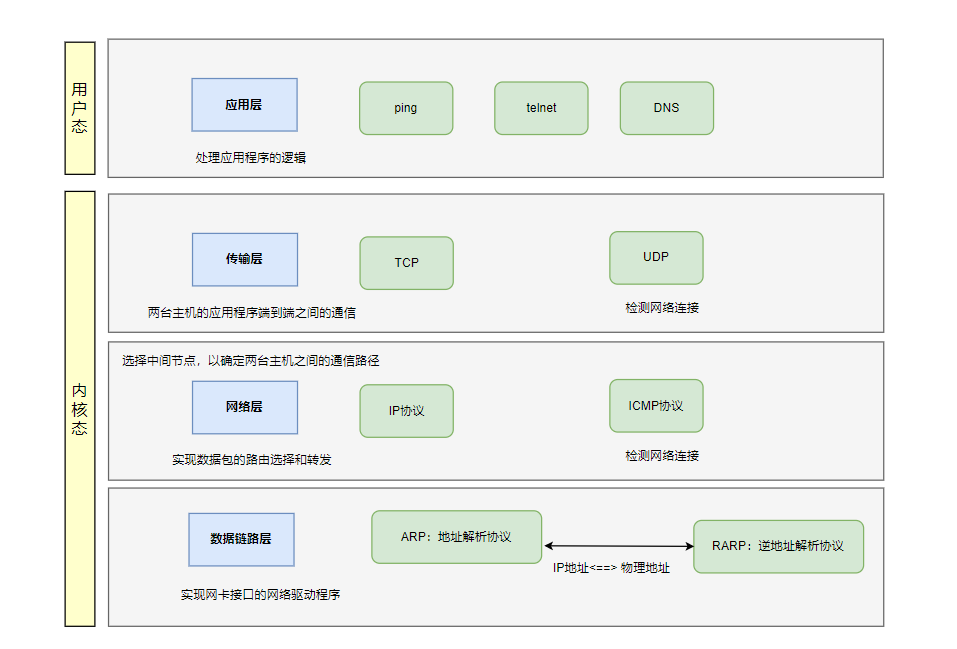 用户态
应用层
ping
telnet
DNS
处理应用程序的逻辑
内核态
传输层
TCP
UDP
两台主机的应用程序端到端之间的通信
检测网络连接
选择中间节点，以确定两台主机之间的通信路径
网络层
IP协议
ICMP协议
实现数据包的路由选择和转发
检测网络连接
数据链路层
ARP：地址解析协议
RARP：逆地址解析协议
IP地址<==> 物理地址
实现网卡接口的网络驱动程序